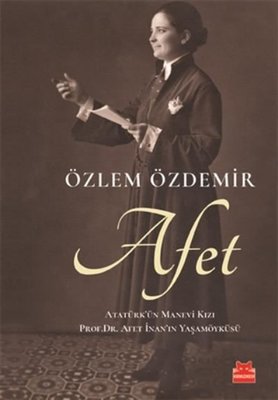 ÖZLEM ÖZDEMİR
Afet
ATATÜRK'ÜN MANEVİ KIZI
PROF.DR. AFET İNAN'IN YAŞAMÖYKÜSÜ